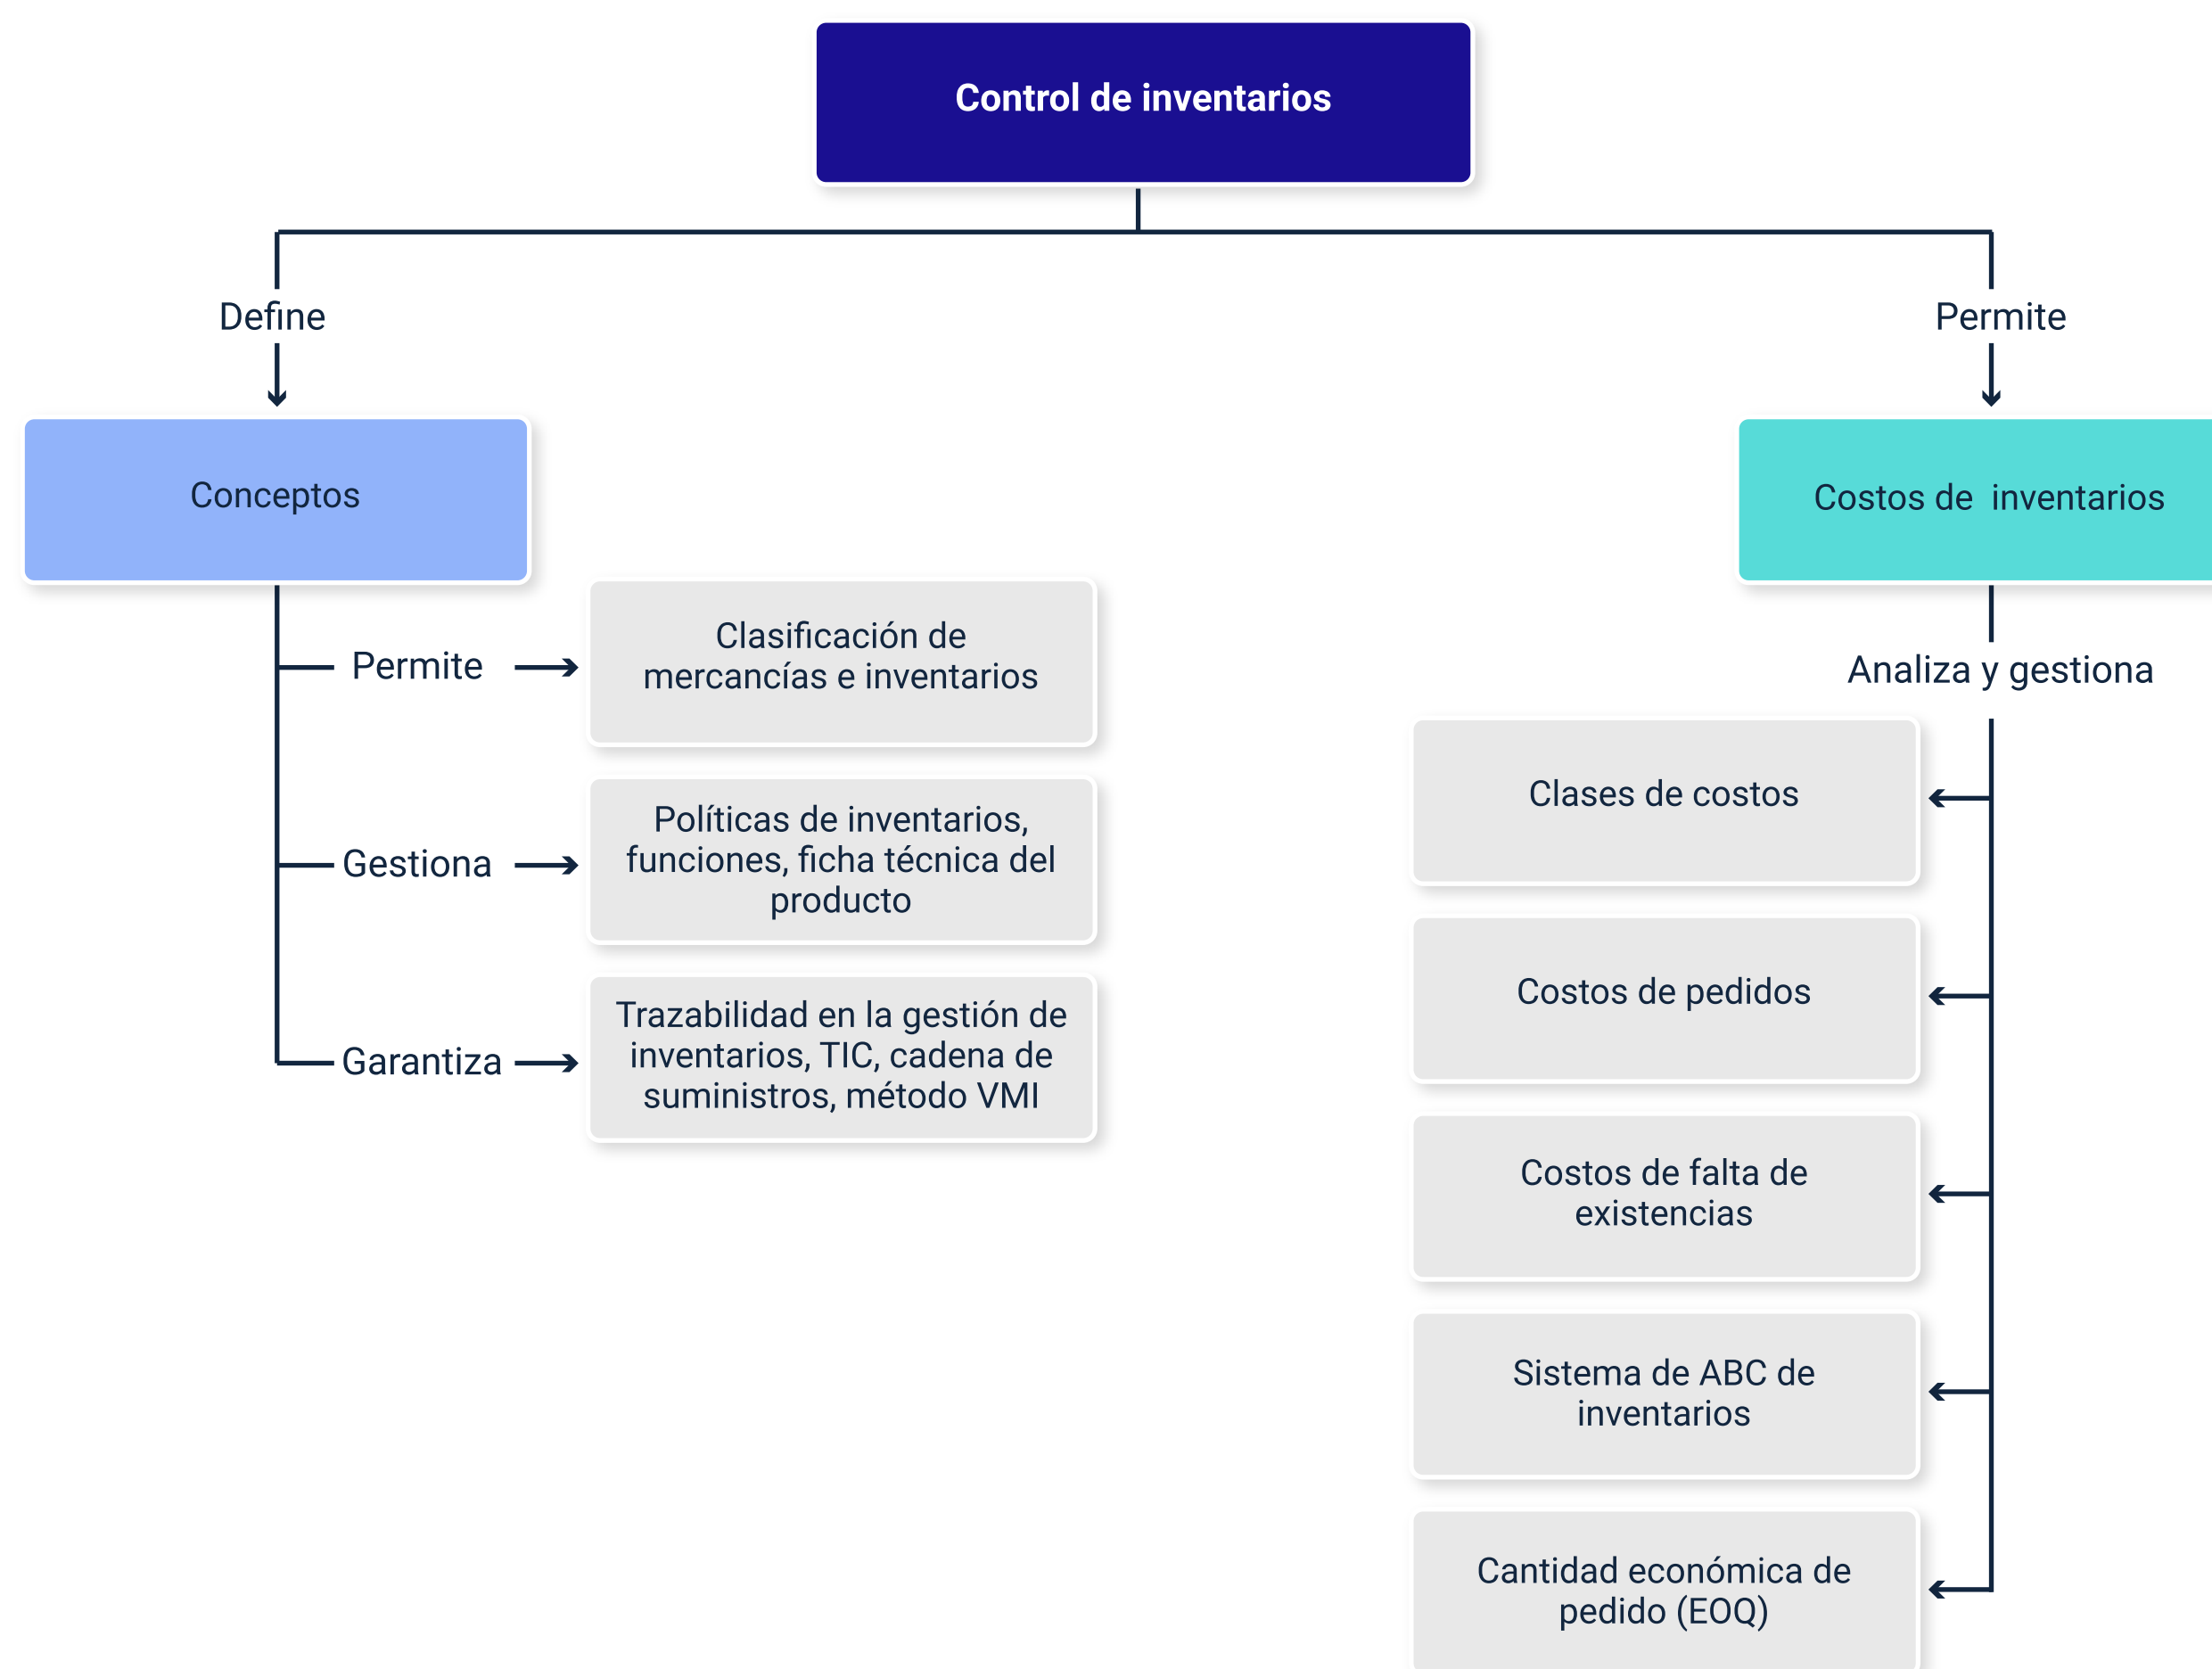 Control de inventarios
Define
Permite
Conceptos
Costos de inventarios
Permite
Clasificación de
mercancías e inventarios
Gestiona
Políticas de inventarios,
funciones, ficha técnica del
producto
Garantiza
Trazabilidad en la gestión de
inventarios, TIC, cadena de
suministros, método VMI
Analiza y gestiona
Clases de costos
Costos de pedidos
Costos de falta de
existencias
Sistema de ABC de
inventarios
Cantidad económica de
pedido (EOQ)